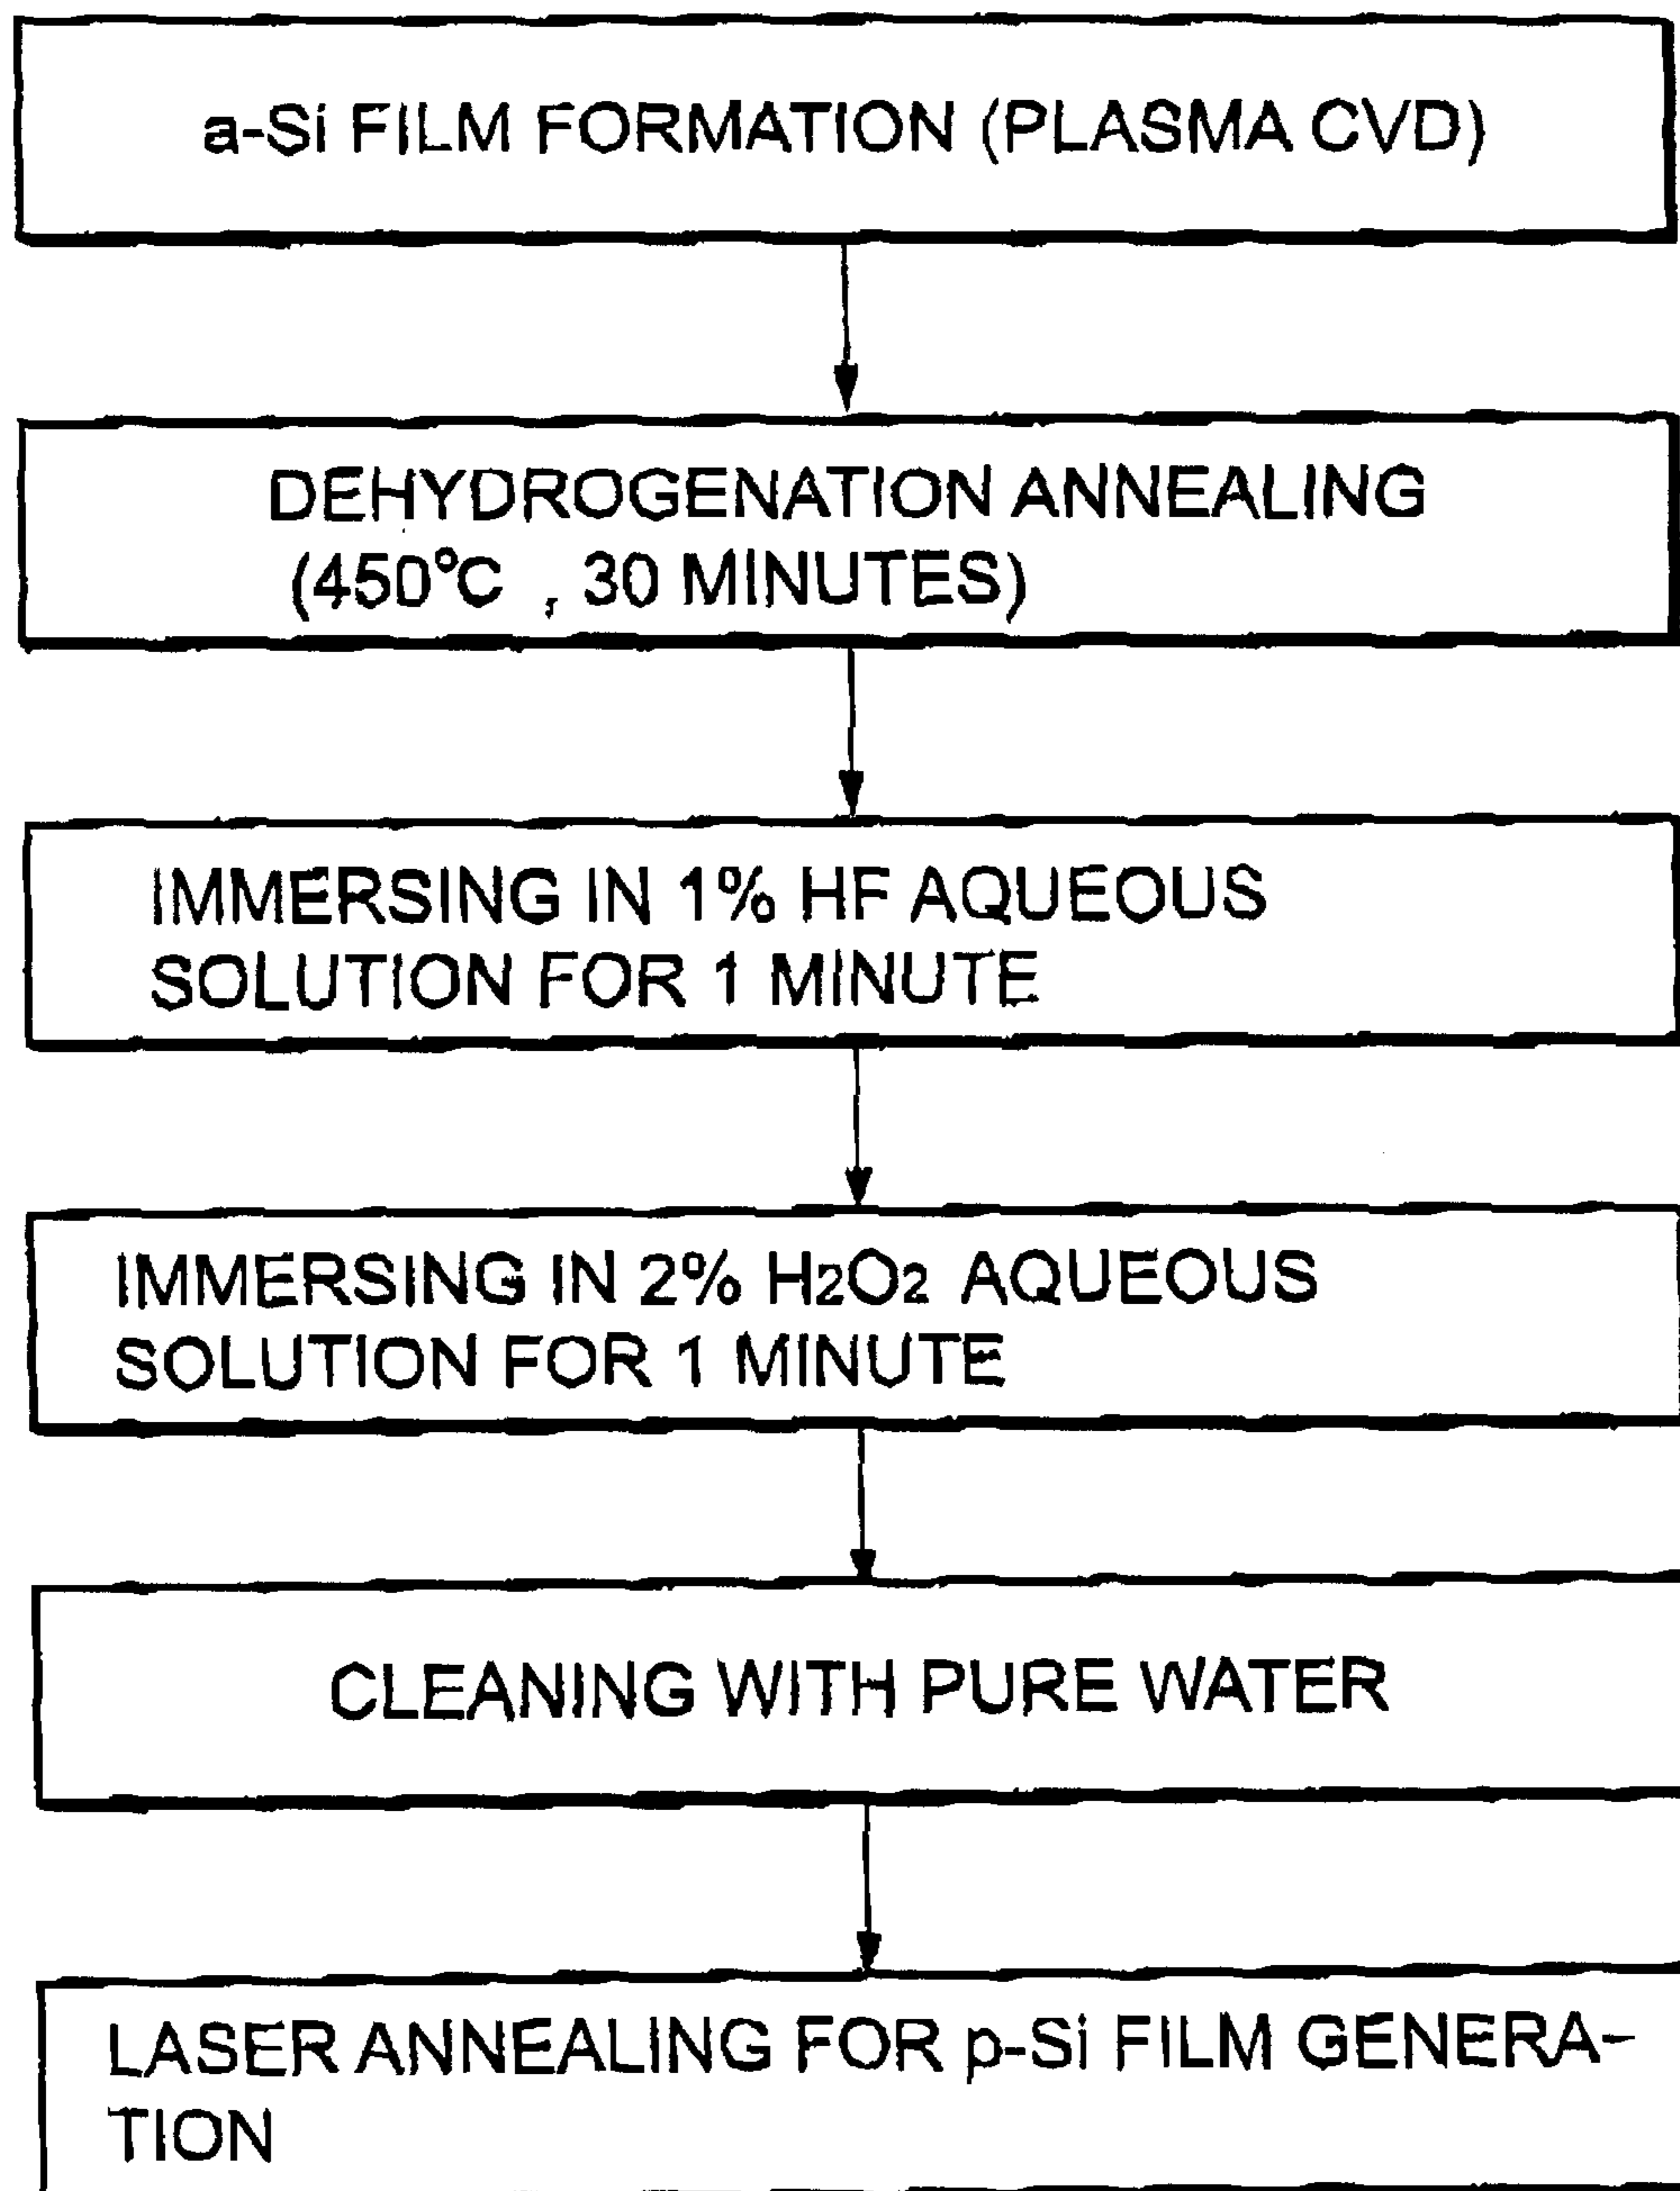 a-Si FILM FORMATION (PLASMA CVD)
DEHYDROGENATION ANNEALING
(450°C , 30 MINUTES)
IMMERSING IN 1% HF AQUEOUS
SOLUTION FOR 1 MINUTE
IMMERSING IN 2% H2O2 AQUEOUS
SOLUTION FOR 1 MINUTE
CLEANING WITH PURE WATER
LASER ANNEALING FOR p-Si FILM GENERA-
TION